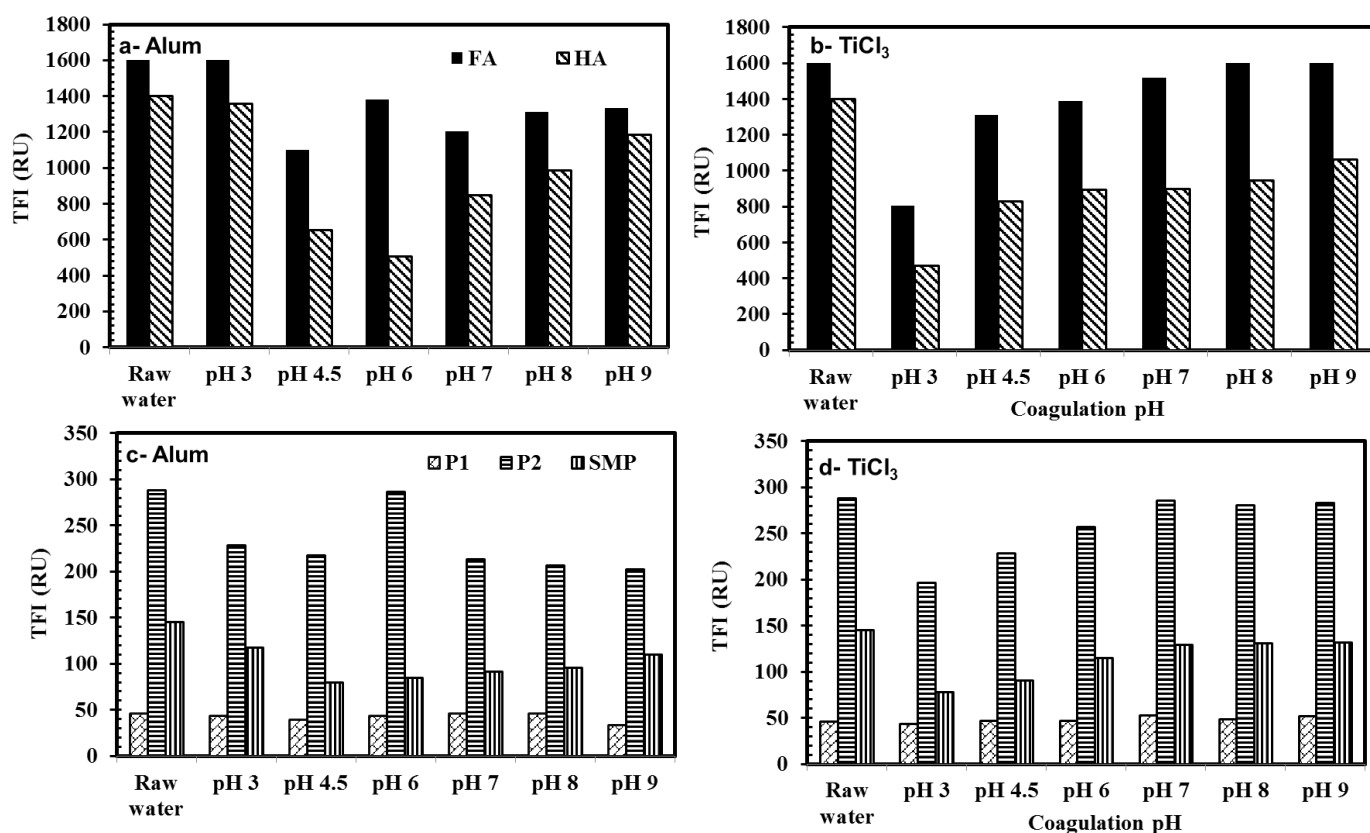 a- Alum
FA HA
TFI (RU)
1800
1600
1400
1200
1000
800
600
400
200
0
Raw water pH 3 pH 4.5 pH 6 pH 7 pH 8 pH 9
b- TiCl₃
TFI (RU)
1800
1600
1400
1200
1000
800
600
400
200
0
Raw water pH 3 pH 4.5 pH 6 pH 7 pH 8 pH 9
Coagulation pH
c- Alum
P1 P2 SMP
TFI (RU)
350
300
250
200
150
100
50
0
Raw water pH 3 pH 4.5 pH 6 pH 7 pH 8 pH 9
d- TiCl₃
TFI (RU)
350
300
250
200
150
100
50
0
Raw water pH 3 pH 4.5 pH 6 pH 7 pH 8 pH 9
Coagulation pH